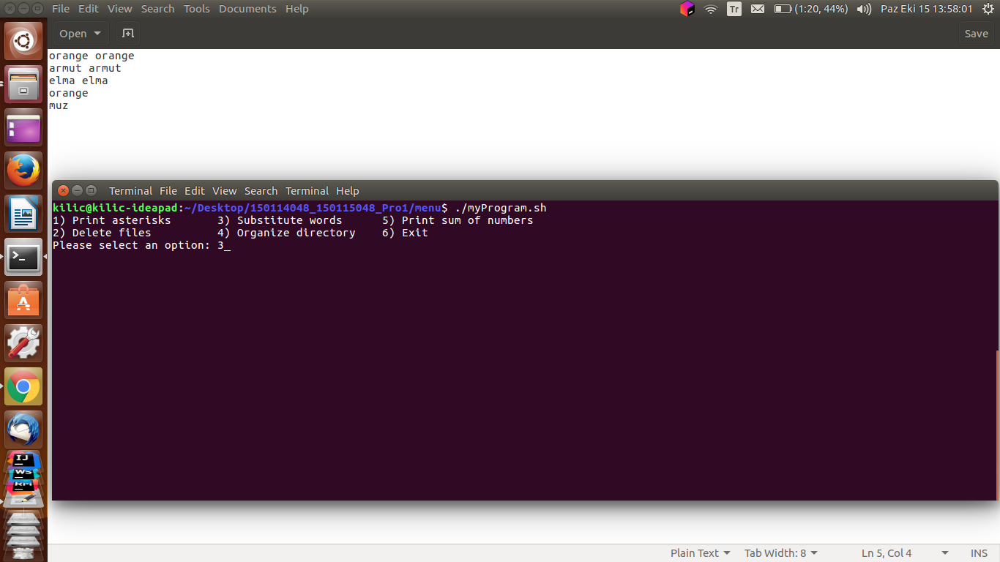 File Edit View Search Tools Documents Help Tr (1:20, 44%) Paz Eki 15 13:58:01
Open Save
orange orange
armut armut
elma elma
orange
muz
Terminal File Edit View Search Terminal Help
kilic@kilic-ideapad:~/Desktop/150114048_150115048_Pro1/menu$ ./myProgram.sh
1) Print asterisks 3) Substitute words 5) Print sum of numbers
2) Delete files 4) Organize directory 6) Exit
Please select an option: 3_
>_
A
IJ
WS
RM
Plain Text Tab Width: 8 Ln 5, Col 4 INS